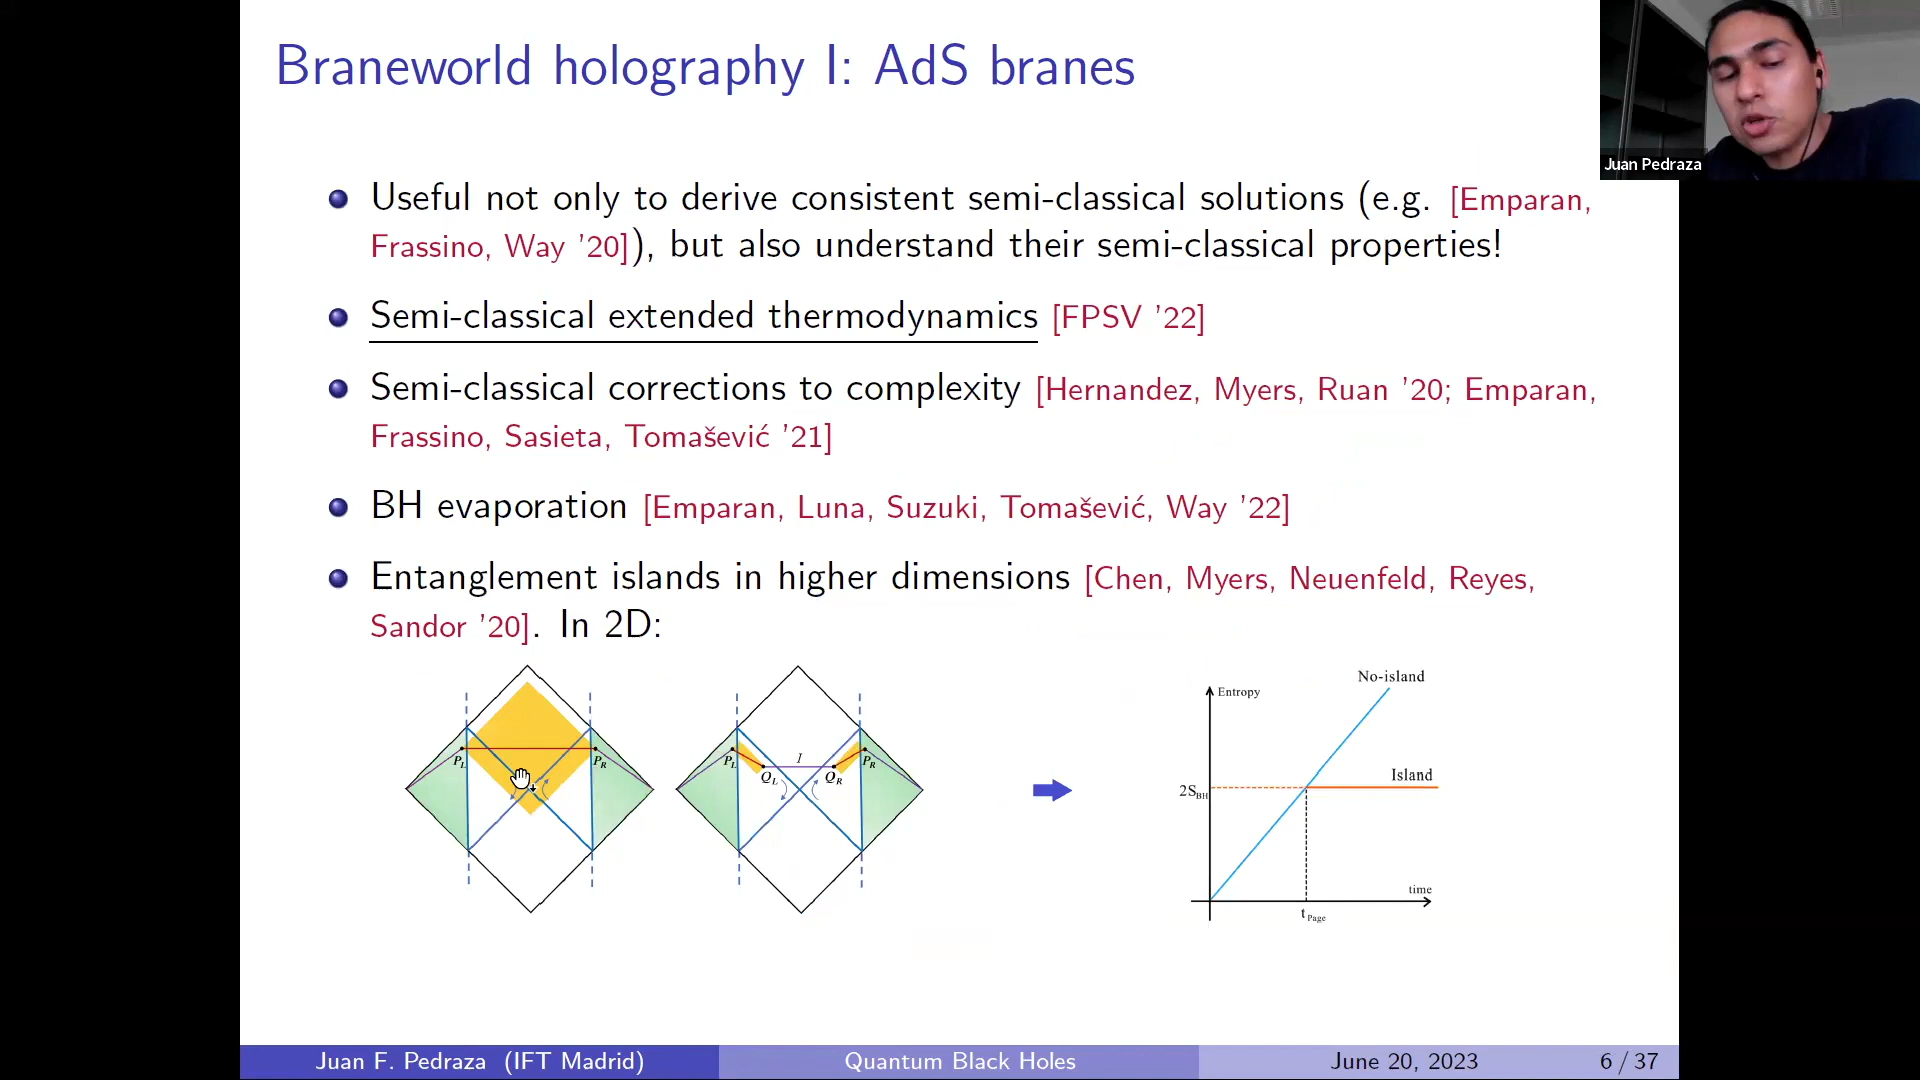 Braneworld holography I: AdS branes
Juan Pedraza
Useful not only to derive consistent semi-classical solutions (e.g. [Emparan,
Frassino, Way '20]), but also understand their semi-classical properties!
Semi-classical extended thermodynamics [FPSV '22]
Semi-classical corrections to complexity [Hernandez, Myers, Ruan '20; Emparan,
Frassino, Sasieta, Tomašević '21]
BH evaporation [Emparan, Luna, Suzuki, Tomašević, Way '22]
Entanglement islands in higher dimensions [Chen, Myers, Neuenfeld, Reyes,
Sandor '20]. In 2D:
P_L
P_R
P_L
Q_L
I
Q_R
P_R
No-island
Entropy
Island
2S_BH
time
t_Page
Juan F. Pedraza (IFT Madrid)
Quantum Black Holes
June 20, 2023
6 / 37